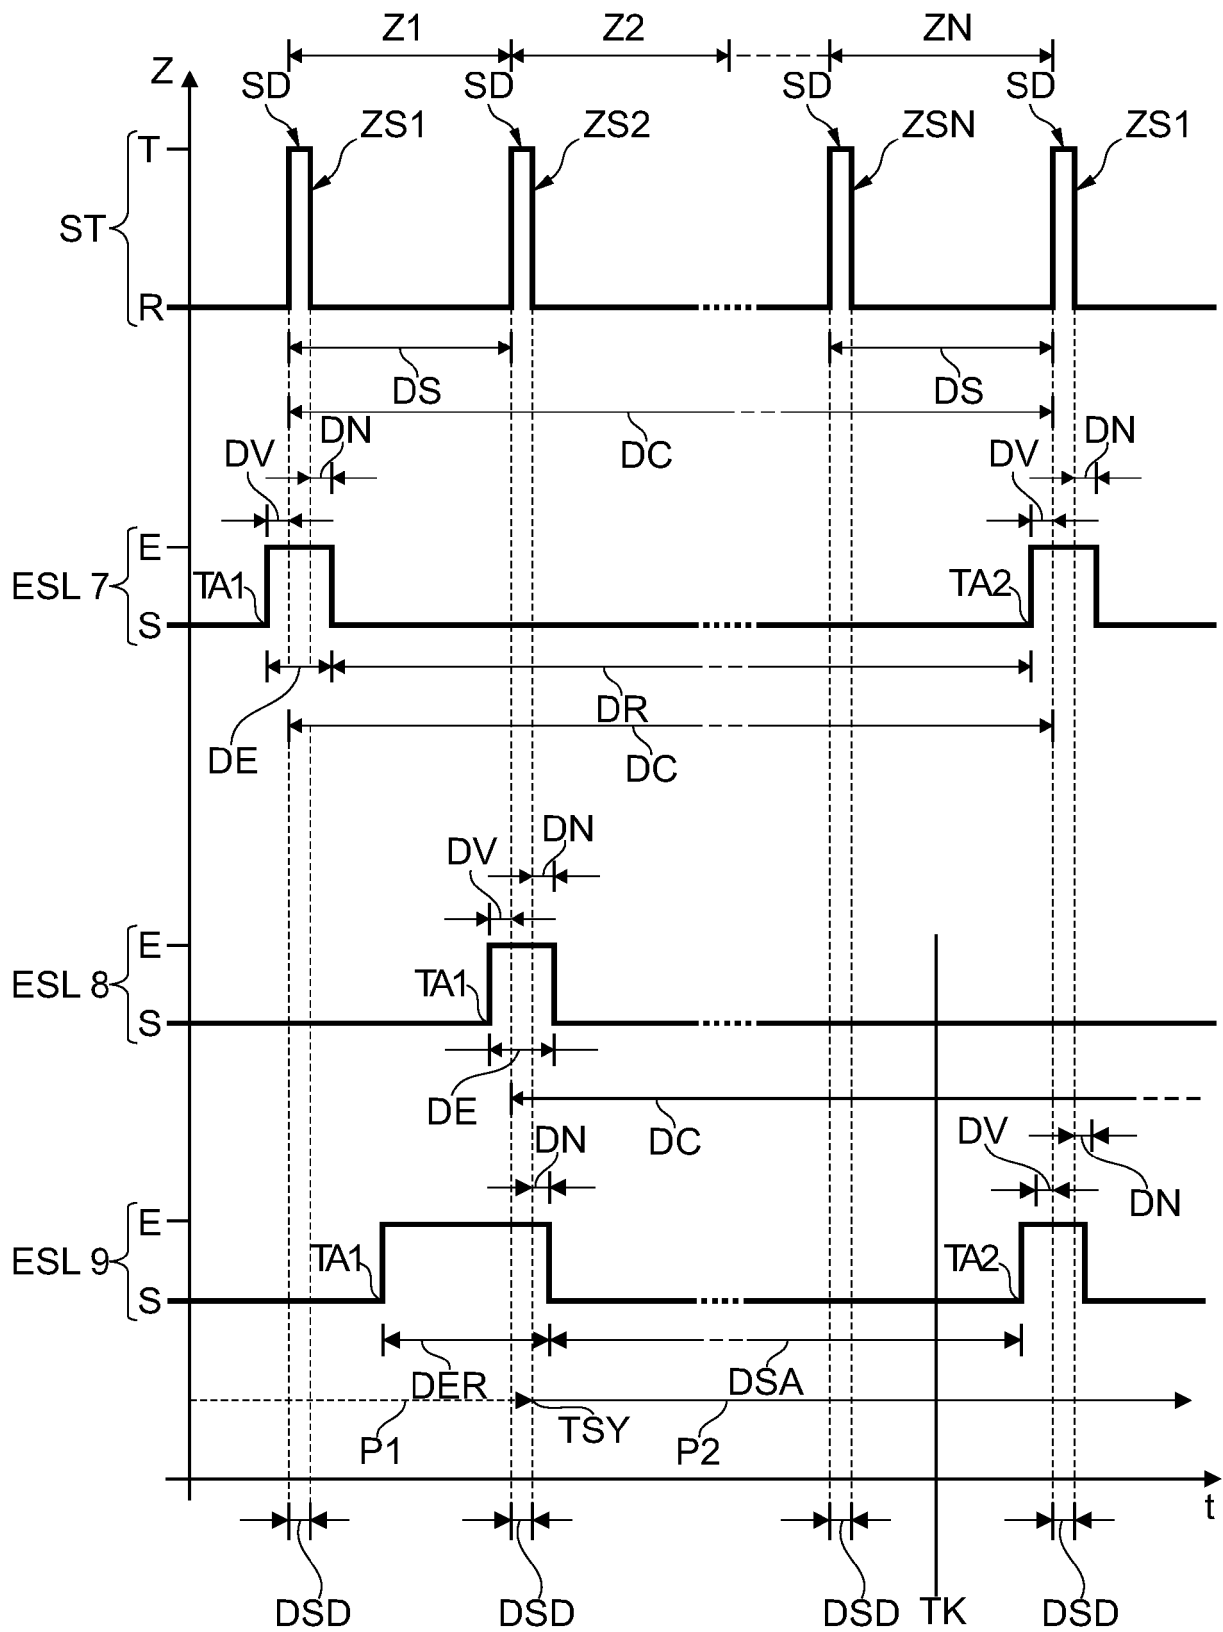 Z1 Z2 ZN
Z SD SD SD SD
ZS1 ZS2 ZSN ZS1
T
ST
R
DS DS
DN DC DN
DV DV
E
ESL 7 TA1 TA2
S
DR
DE DC
DN
DV
E
ESL 8 TA1
S
DE DC DV
DN DN
E
ESL 9 TA1 TA2
S
DER DSA
P1 TSY P2
t
DSD DSD DSD TK DSD